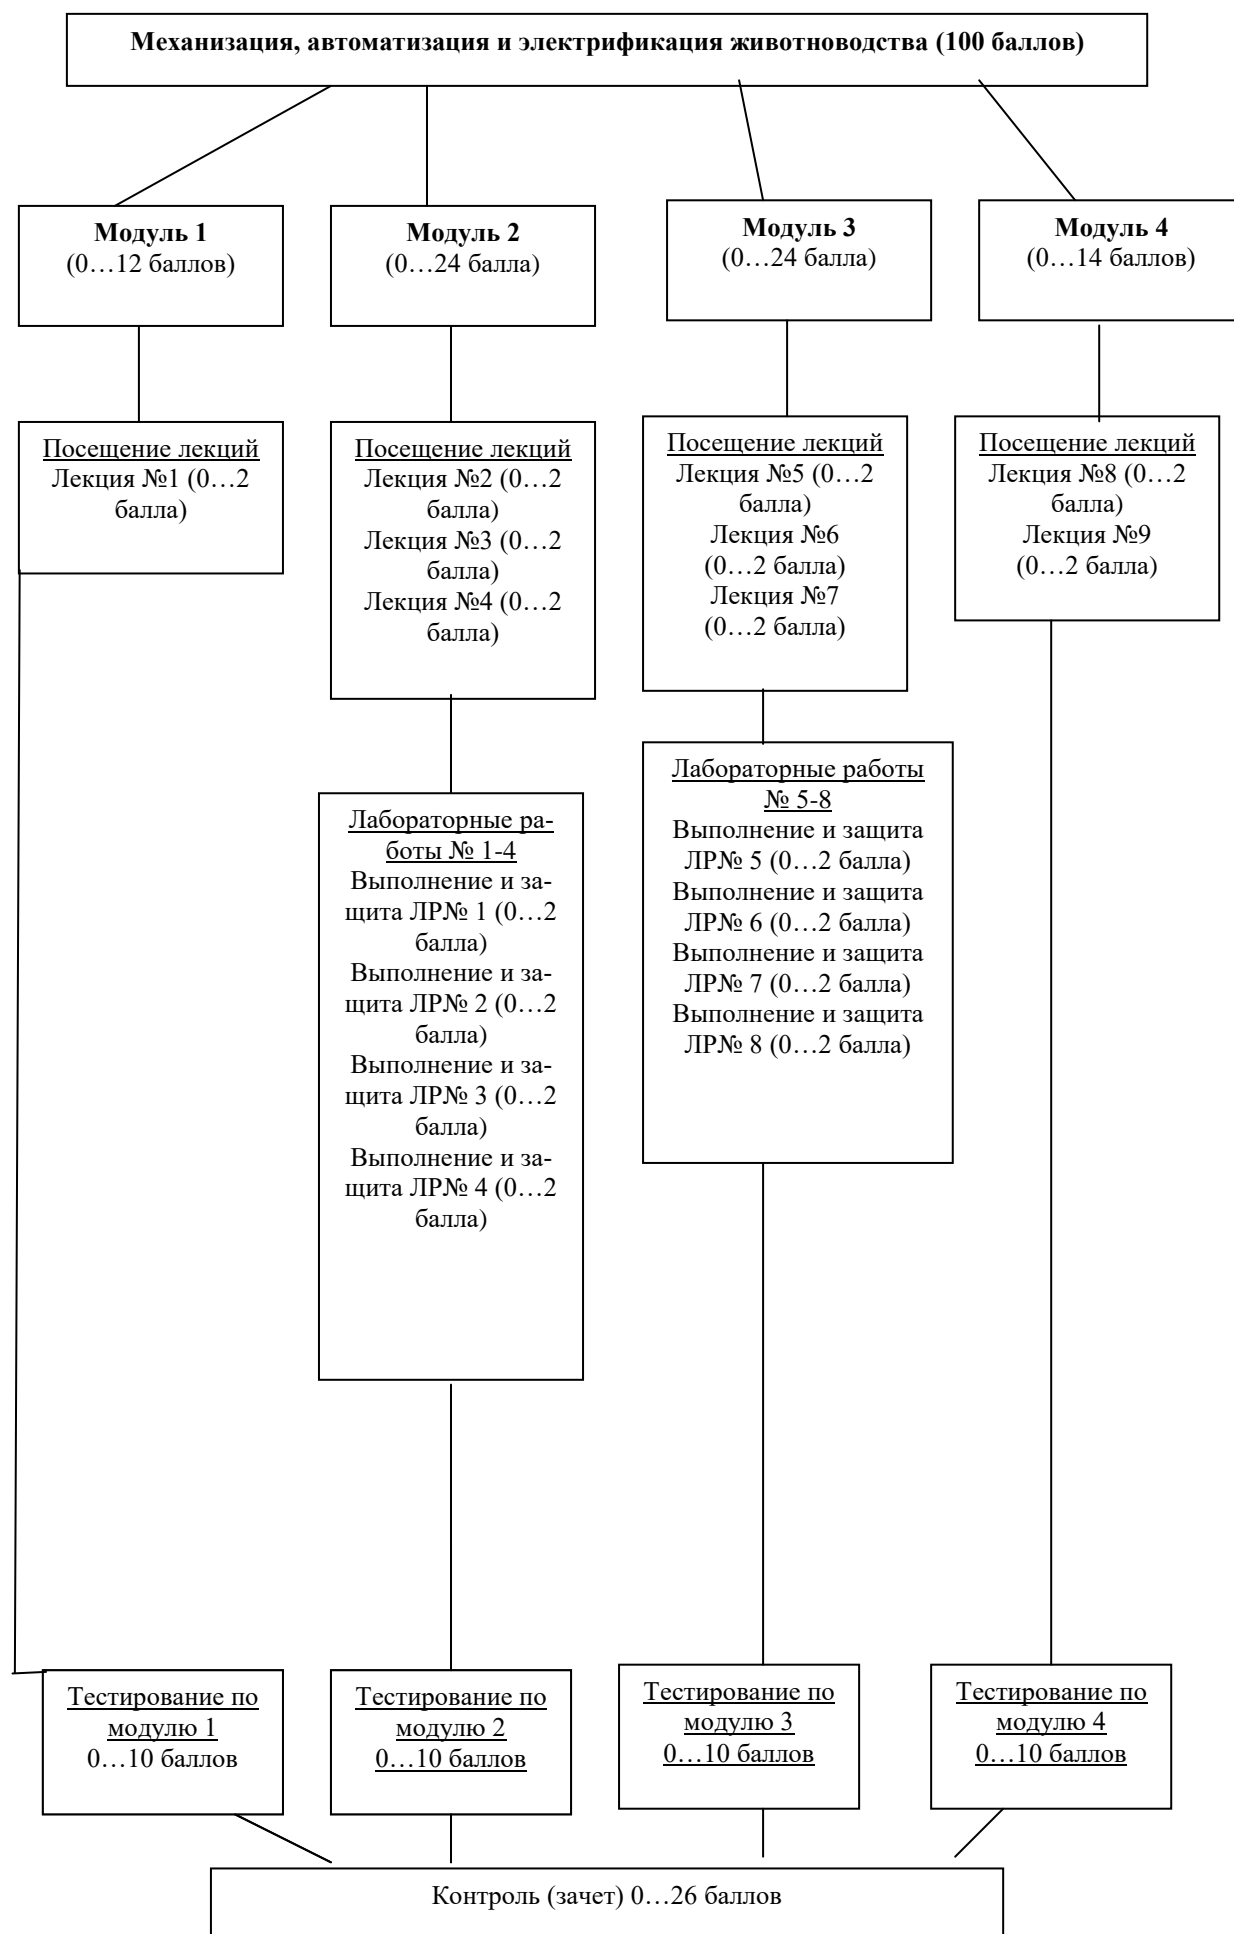 Механизация, автоматизация и электрификация животноводства (100 баллов)
Модуль 1
(0…12 баллов)
Модуль 2
(0…24 балла)
Модуль 3
(0…24 балла)
Модуль 4
(0…14 баллов)
Посещение лекций
Лекция №1 (0…2
балла)
Посещение лекций
Лекция №2 (0…2
балла)
Лекция №3 (0…2
балла)
Лекция №4 (0…2
балла)
Посещение лекций
Лекция №5 (0…2
балла)
Лекция №6
(0…2 балла)
Лекция №7
(0…2 балла)
Посещение лекций
Лекция №8 (0…2
балла)
Лекция №9
(0…2 балла)
Лабораторные ра-
боты № 1-4
Выполнение и за-
щита ЛР№ 1 (0…2
балла)
Выполнение и за-
щита ЛР№ 2 (0…2
балла)
Выполнение и за-
щита ЛР№ 3 (0…2
балла)
Выполнение и за-
щита ЛР№ 4 (0…2
балла)
Лабораторные работы
№ 5-8
Выполнение и защита
ЛР№ 5 (0…2 балла)
Выполнение и защита
ЛР№ 6 (0…2 балла)
Выполнение и защита
ЛР№ 7 (0…2 балла)
Выполнение и защита
ЛР№ 8 (0…2 балла)
Тестирование по
модулю 1
0…10 баллов
Тестирование по
модулю 2
0…10 баллов
Тестирование по
модулю 3
0…10 баллов
Тестирование по
модулю 4
0…10 баллов
Контроль (зачет) 0…26 баллов